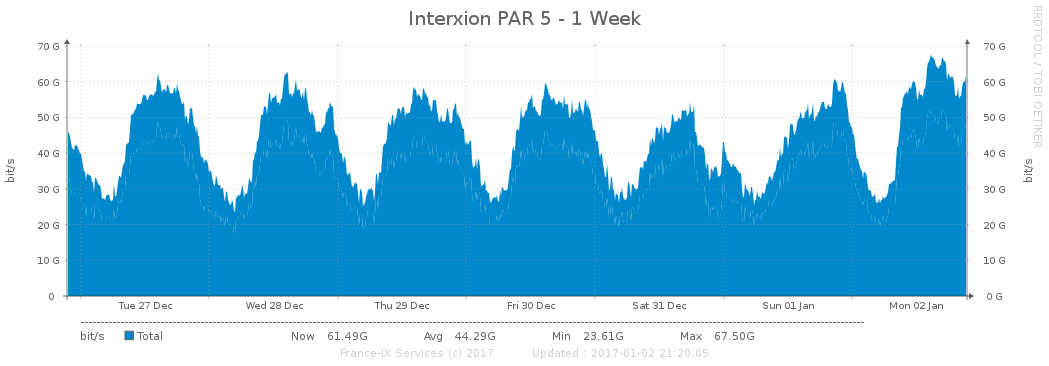 Interxion PAR 5 - 1 Week
RRDTOOL / TOBI OETIKER
70 G 70 G
60 G 60 G
50 G 50 G
40 G 40 G
30 G 30 G
20 G 20 G
10 G 10 G
0 0 G
bit/s bit/s
Tue 27 Dec Wed 28 Dec Thu 29 Dec Fri 30 Dec Sat 31 Dec Sun 01 Jan Mon 02 Jan
bit/s Total Now 61.49G Avg 44.29G Min 23.61G Max 67.50G
France-IX Services (c) 2017 Updated : 2017-01-02 21:20:05